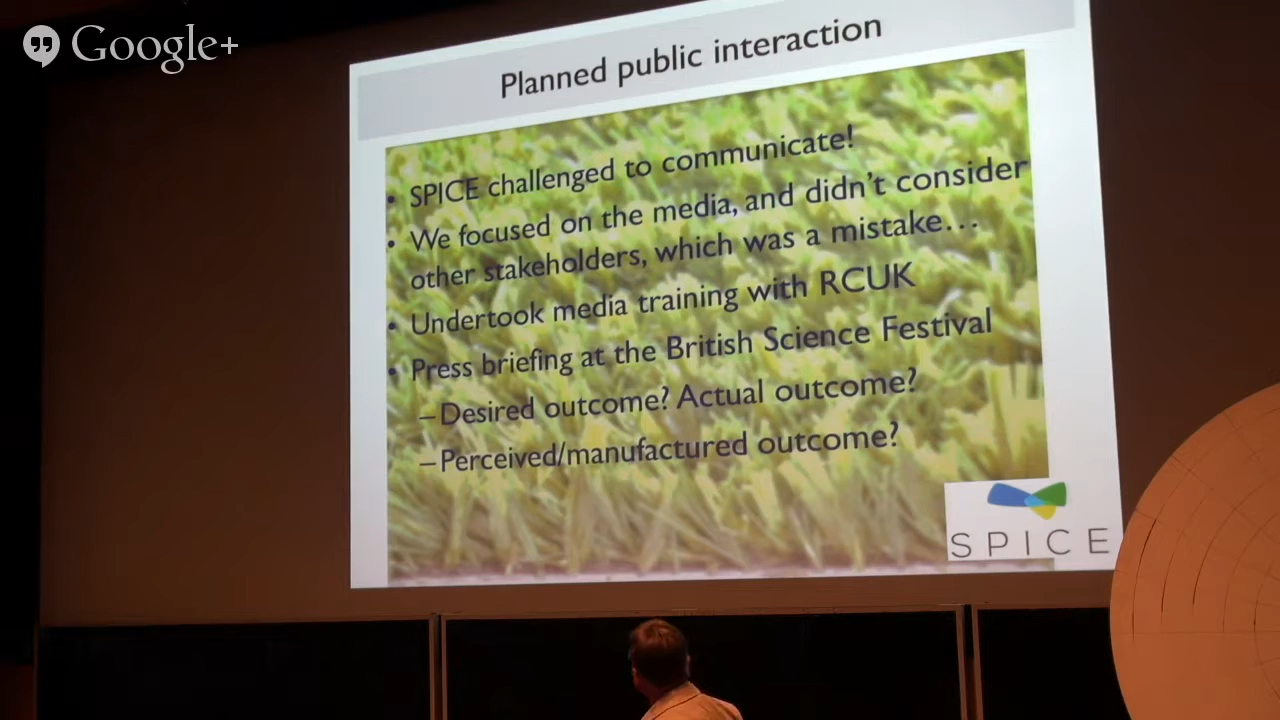 Google+
Planned public interaction
• SPICE challenged to communicate!
• We focused on the media, and didn't consider
other stakeholders, which was a mistake…
• Undertook media training with RCUK
• Press briefing at the British Science Festival
– Desired outcome? Actual outcome?
– Perceived/manufactured outcome?
SPICE